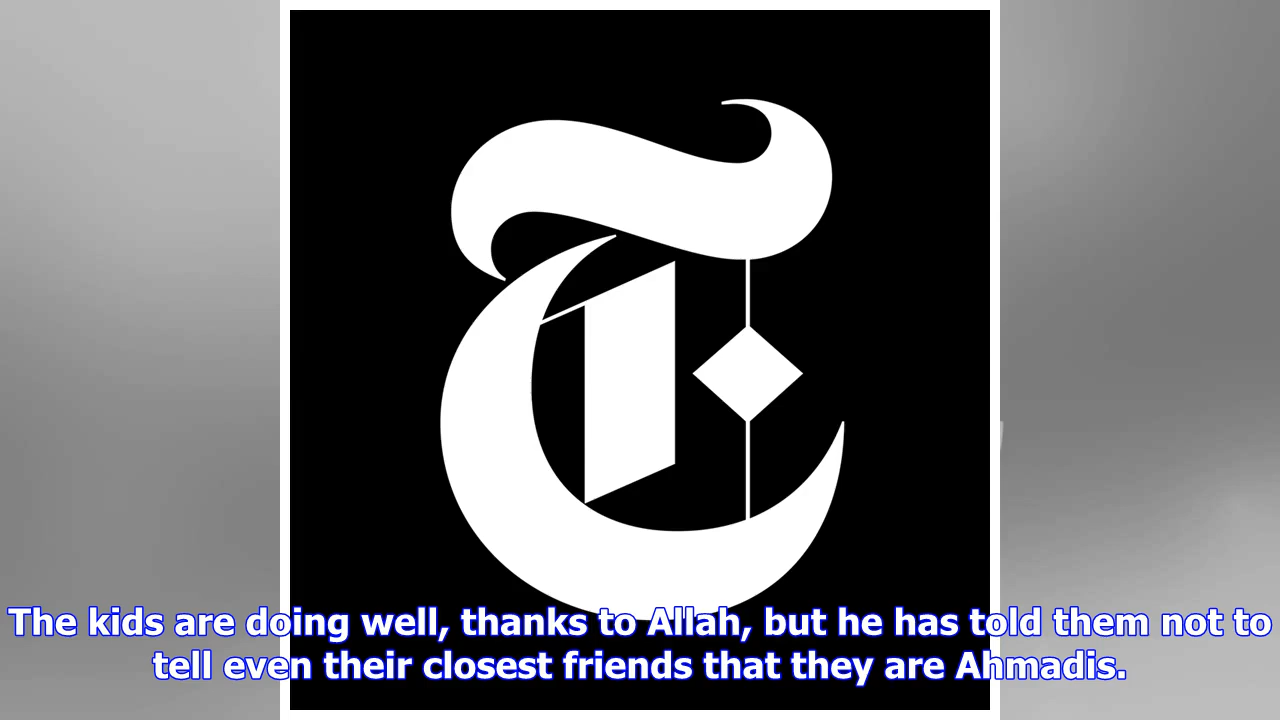 T
The kids are doing well, thanks to Allah, but he has told them not to
tell even their closest friends that they are Ahmadis.